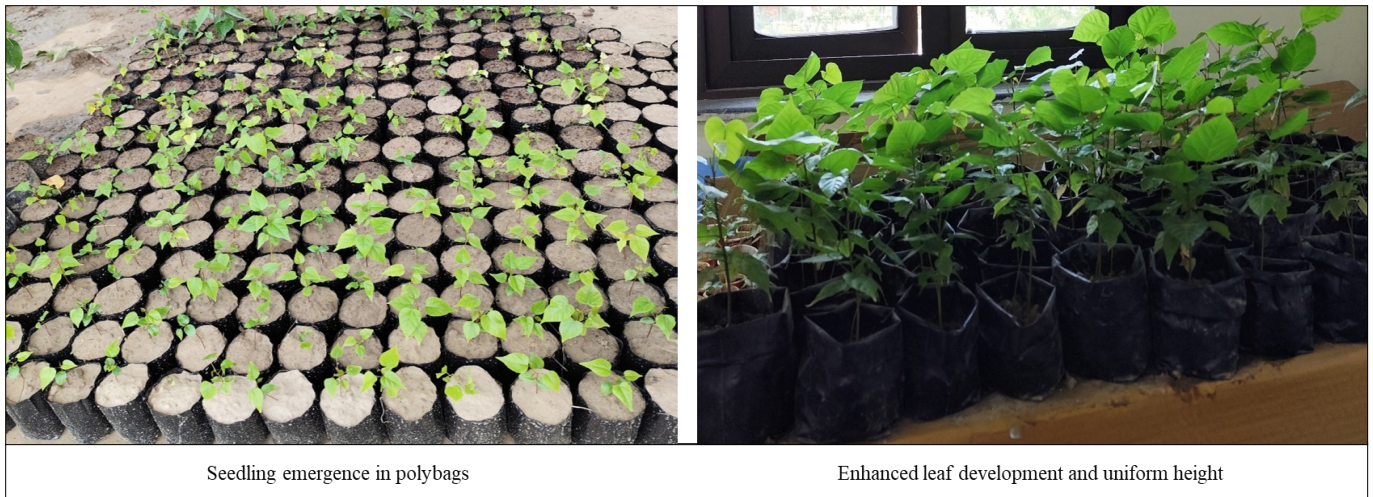 Seedling emergence in polybags
Enhanced leaf development and uniform height